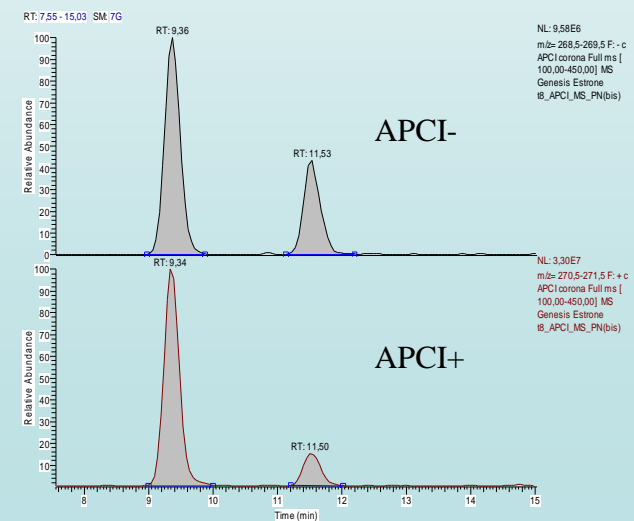 RT: 7,55 - 15,03 SM: 7G
RT: 9,36
NL: 9,58E6
m/z= 268,5-269,5 F: - c
APCI corona Full ms [
100,00-450,00] MS
Genesis Estrone
t8_APCI_MS_PN(bis)
100
90
80
70
60
50
40
30
20
10
0
Relative Abundance
APCI-
RT: 11,53
RT: 9,34
NL: 3,30E7
m/z= 270,5-271,5 F: + c
APCI corona Full ms [
100,00-450,00] MS
Genesis Estrone
t8_APCI_MS_PN(bis)
100
90
80
70
60
50
40
30
20
10
Relative Abundance
APCI+
RT: 11,50
8 9 10 11 12 13 14 15
Time (min)